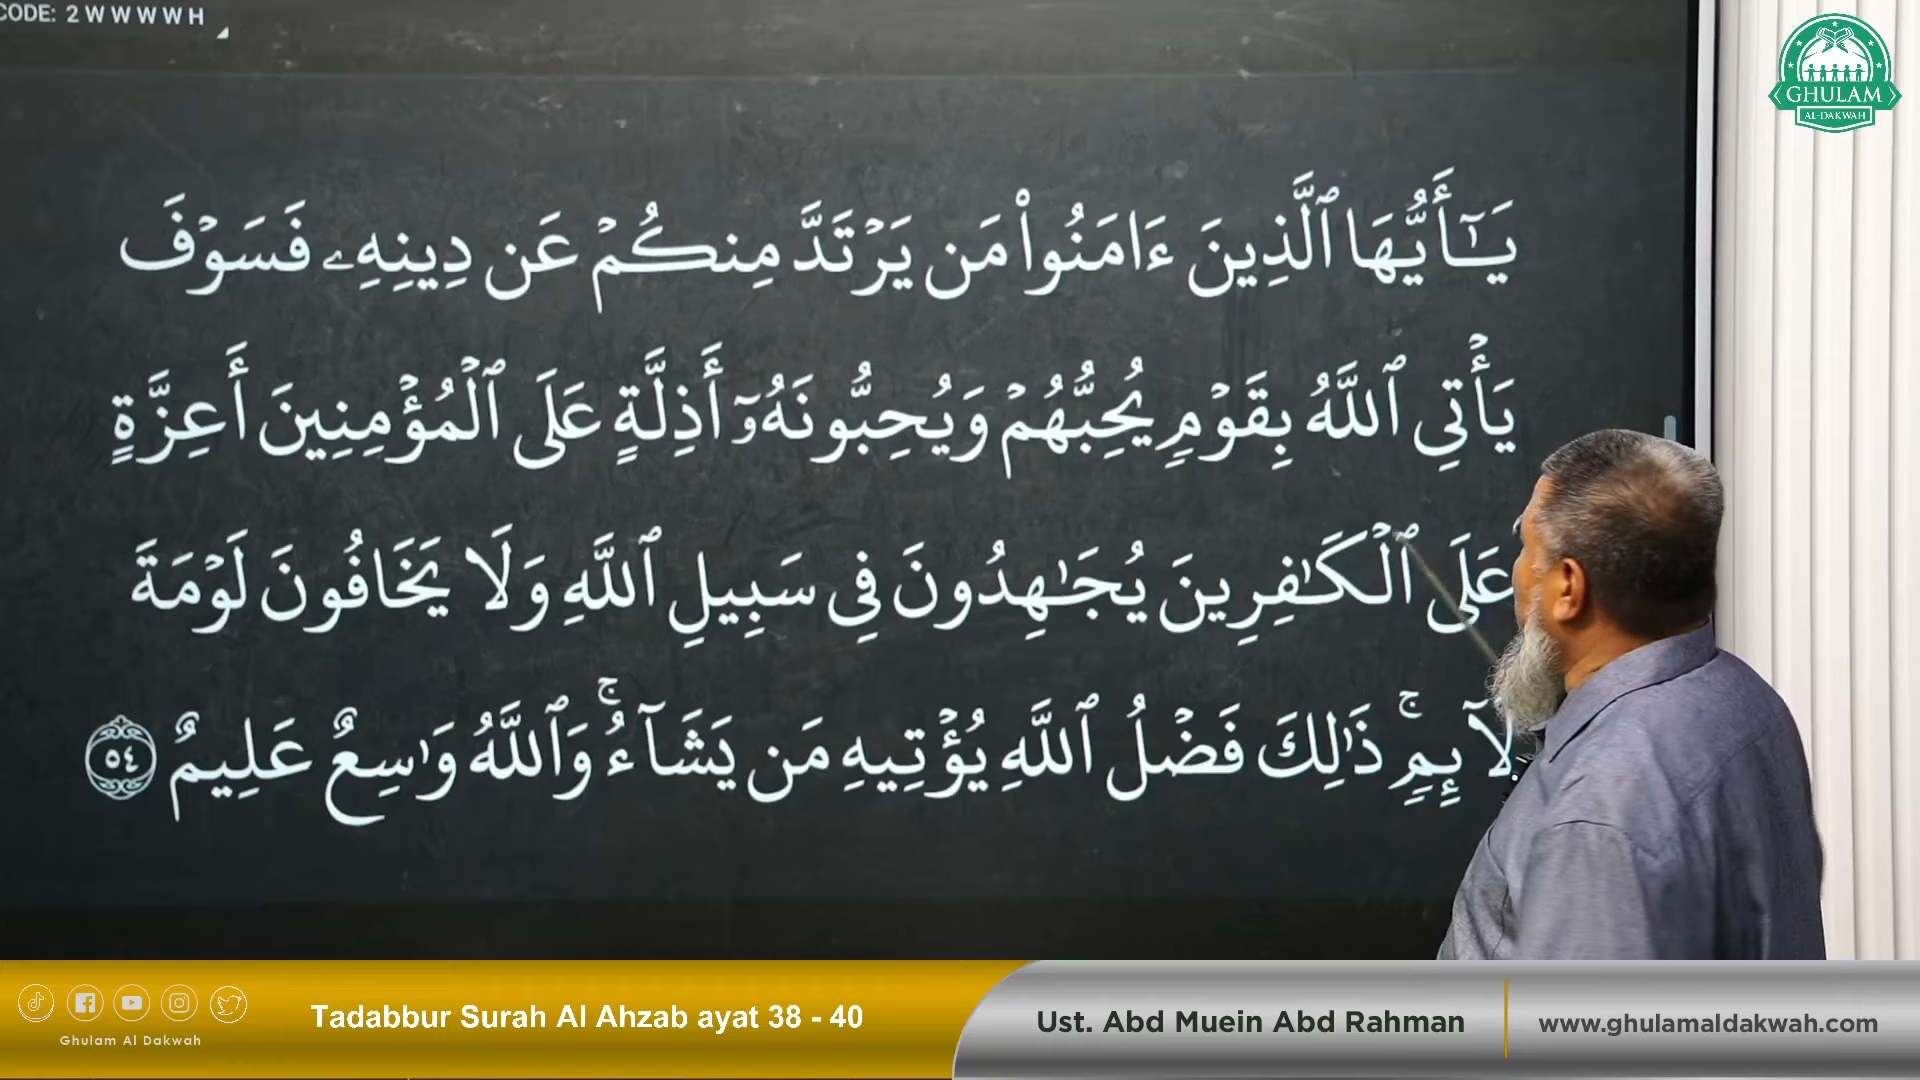 CODE: 2 W W W W H
GHULAM
AL-DAKWAH
يَـٰٓأَيُّهَا ٱلَّذِينَ ءَامَنُوا۟ مَن يَرْتَدَّ مِنكُمْ عَن دِينِهِۦ فَسَوْفَ
يَأْتِى ٱللَّهُ بِقَوْمٍ يُحِبُّهُمْ وَيُحِبُّونَهُۥٓ أَذِلَّةٍ عَلَى ٱلْمُؤْمِنِينَ أَعِزَّةٍ
عَلَى ٱلْكَـٰفِرِينَ يُجَـٰهِدُونَ فِى سَبِيلِ ٱللَّهِ وَلَا يَخَافُونَ لَوْمَةَ
لَآئِمٍ ۚ ذَٰلِكَ فَضْلُ ٱللَّهِ يُؤْتِيهِ مَن يَشَآءُ ۚ وَٱللَّهُ وَٰسِعٌ عَلِيمٌ ٥٤
Ghulam Al Dakwah
Tadabbur Surah Al Ahzab ayat 38 - 40
Ust. Abd Muein Abd Rahman
www.ghulamaldakwah.com